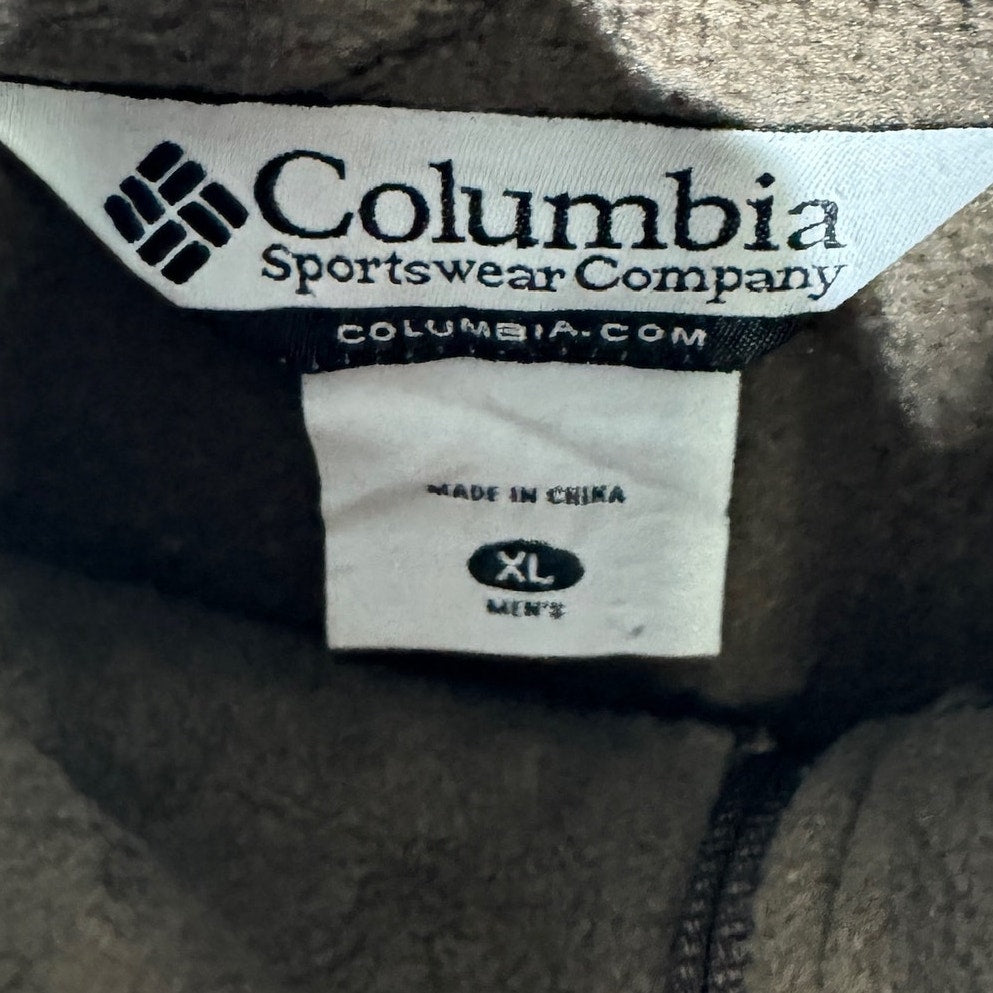 Columbia
Sportswear Company
COLUMBIA.COM
MADE IN CHINA
XL
MEN'S